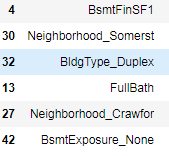 4 BsmtFinSF1
30 Neighborhood_Somerst
32 BldgType_Duplex
13 FullBath
27 Neighborhood_Crawfor
42 BsmtExposure_None